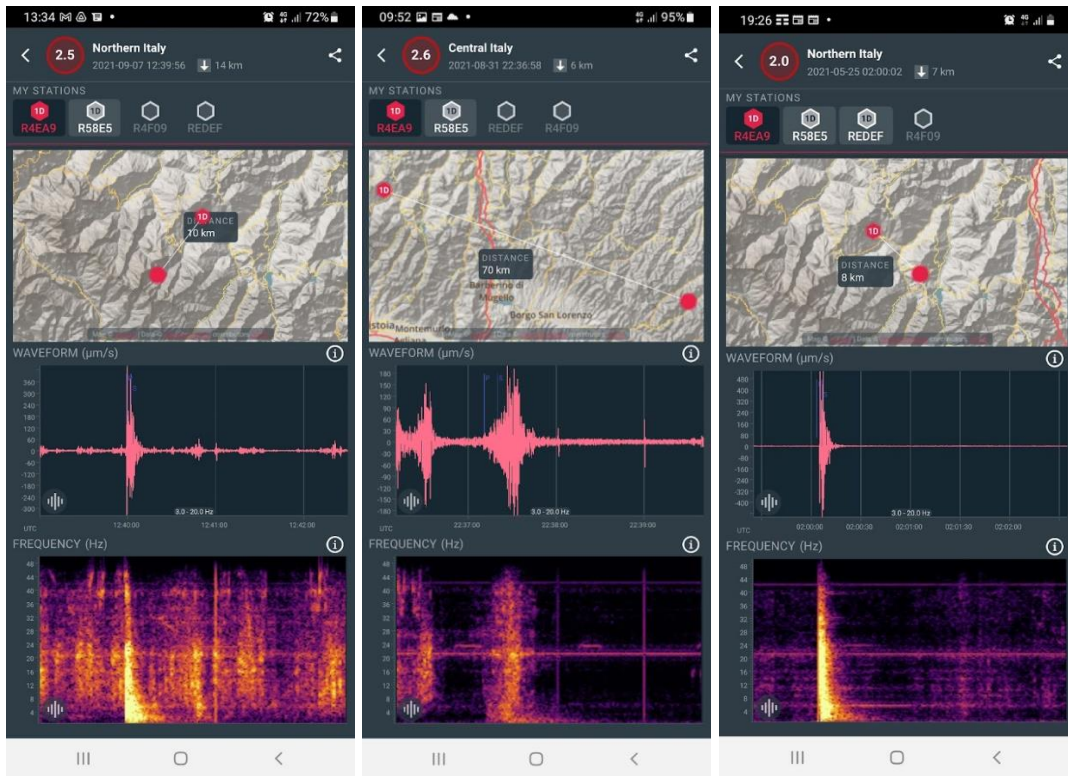 13:34
72%
2.5
Northern Italy
2021-09-07 12:39:56
14 km
MY STATIONS
1D
R4EA9
1D
R58E5
R4F09
REDEF
1D
DISTANCE
10 km
WAVEFORM (µm/s)
360
300
240
180
120
60
0
-60
-120
-180
-240
-300
3.0 - 20.0 Hz
UTC
12:40:00
12:41:00
12:42:00
FREQUENCY (Hz)
48
44
40
36
32
28
24
20
16
12
8
4
09:52
4G
95%
2.6
Central Italy
2021-08-31 22:36:58
6 km
MY STATIONS
1D
R4EA9
1D
R58E5
REDEF
R4F09
1D
DISTANCE
70 km
Barberino di
Mugello
Borgo San Lorenzo
istoia
Montemurlo
Agliana
WAVEFORM (µm/s)
180
150
120
90
60
30
0
-30
-60
-90
-120
-150
-180
3.0 - 20.0 Hz
UTC
22:37:00
22:38:00
22:39:00
FREQUENCY (Hz)
48
44
40
36
32
28
24
20
16
12
8
4
19:26
4G
2.0
Northern Italy
2021-05-25 02:00:02
7 km
MY STATIONS
1D
R4EA9
1D
R58E5
1D
REDEF
R4F09
1D
DISTANCE
8 km
WAVEFORM (µm/s)
480
400
320
240
160
80
0
-80
-160
-240
-320
-400
3.0 - 20.0 Hz
UTC
02:00:00
02:00:30
02:01:00
02:01:30
02:02:00
FREQUENCY (Hz)
48
44
40
36
32
28
24
20
16
12
8
4